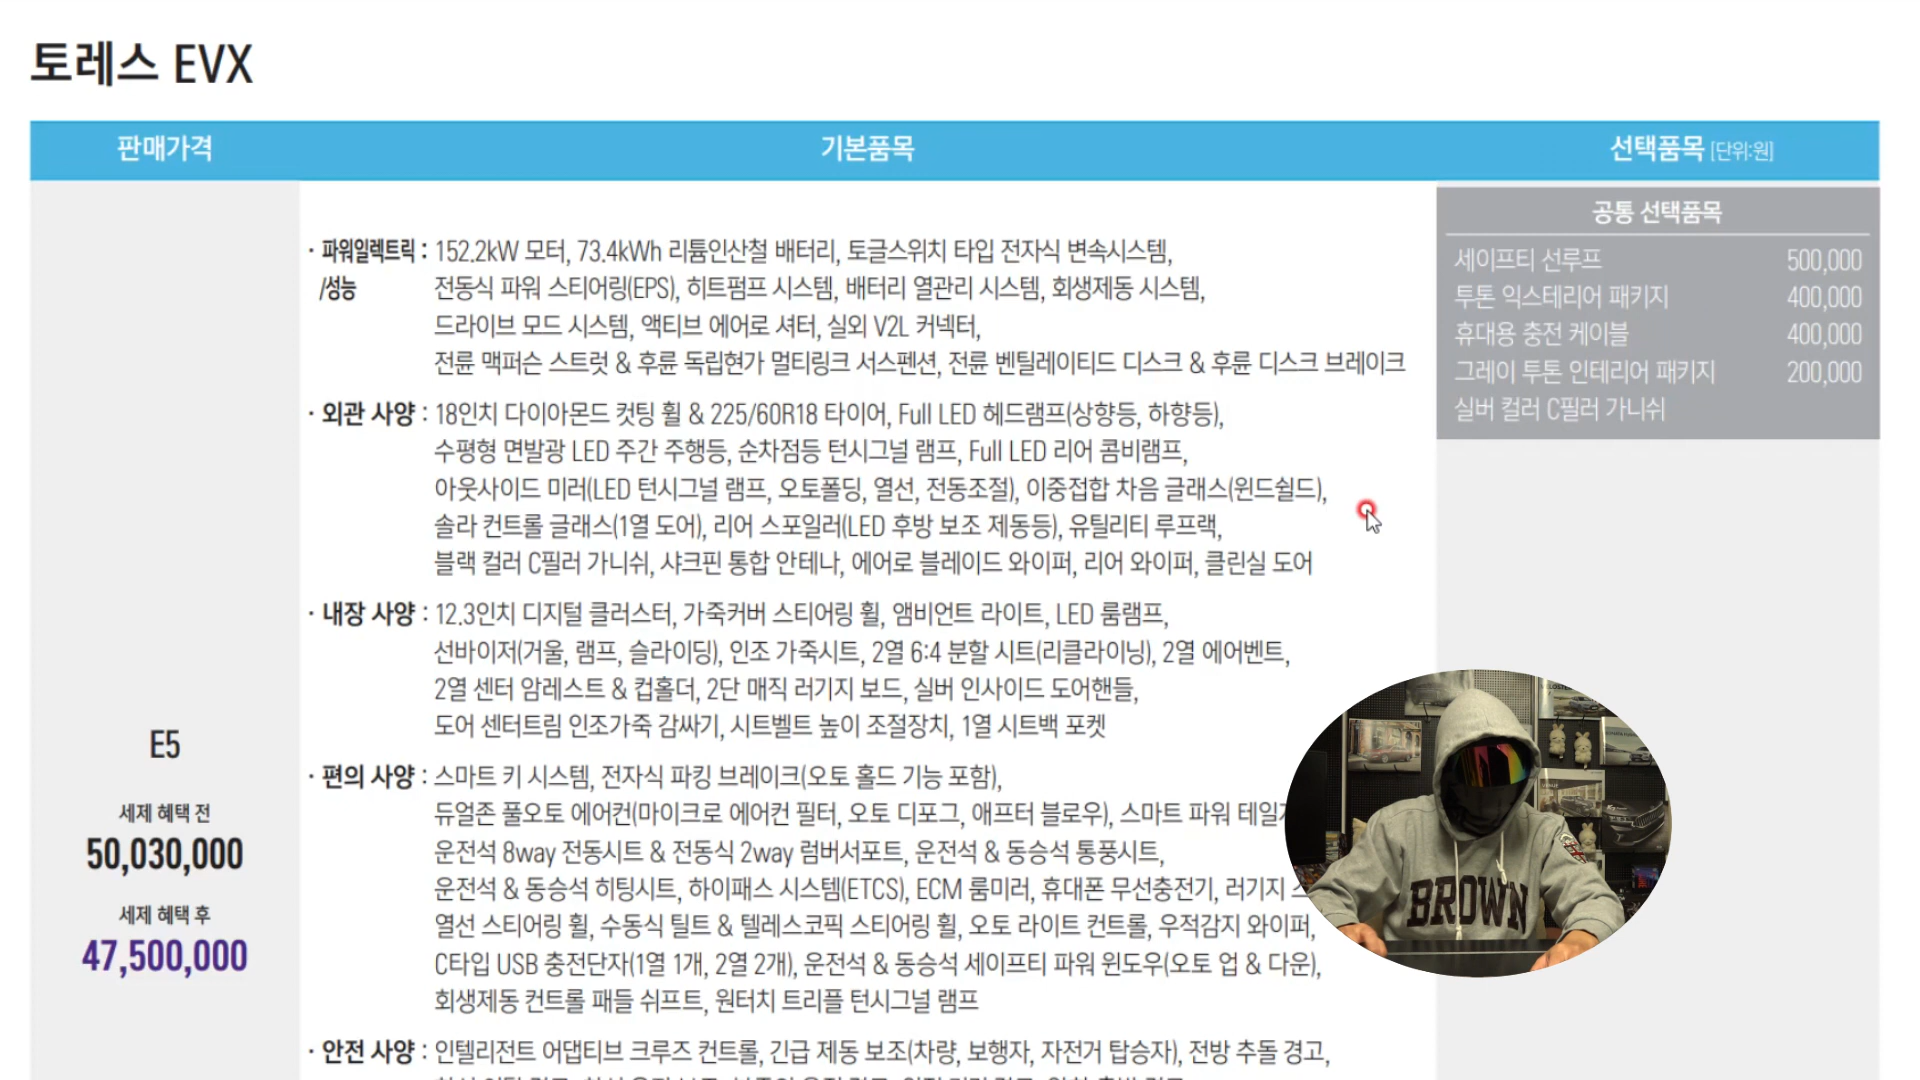 토레스 EVX
판매가격
기본품목
선택품목 [단위:원]
E5
세제 혜택 전
50,030,000
세제 혜택 후
47,500,000
· 파워일렉트릭 : 152.2kW 모터, 73.4kWh 리튬인산철 배터리, 토글스위치 타입 전자식 변속시스템,
/성능 전동식 파워 스티어링(EPS), 히트펌프 시스템, 배터리 열관리 시스템, 회생제동 시스템,
드라이브 모드 시스템, 액티브 에어로 셔터, 실외 V2L 커넥터,
전륜 맥퍼슨 스트럿 & 후륜 독립현가 멀티링크 서스펜션, 전륜 벤틸레이티드 디스크 & 후륜 디스크 브레이크
· 외관 사양 : 18인치 다이아몬드 컷팅 휠 & 225/60R18 타이어, Full LED 헤드램프(상향등, 하향등),
수평형 면발광 LED 주간 주행등, 순차점등 턴시그널 램프, Full LED 리어 콤비램프,
아웃사이드 미러(LED 턴시그널 램프, 오토폴딩, 열선, 전동조절), 이중접합 차음 글래스(윈드쉴드),
솔라 컨트롤 글래스(1열 도어), 리어 스포일러(LED 후방 보조 제동등), 유틸리티 루프랙,
블랙 컬러 C필러 가니쉬, 샤크핀 통합 안테나, 에어로 블레이드 와이퍼, 리어 와이퍼, 클린실 도어
· 내장 사양 : 12.3인치 디지털 클러스터, 가죽커버 스티어링 휠, 앰비언트 라이트, LED 룸램프,
선바이저(거울, 램프, 슬라이딩), 인조 가죽시트, 2열 6:4 분할 시트(리클라이닝), 2열 에어벤트,
2열 센터 암레스트 & 컵홀더, 2단 매직 러기지 보드, 실버 인사이드 도어핸들,
도어 센터트림 인조가죽 감싸기, 시트벨트 높이 조절장치, 1열 시트백 포켓
· 편의 사양 : 스마트 키 시스템, 전자식 파킹 브레이크(오토 홀드 기능 포함),
듀얼존 풀오토 에어컨(마이크로 에어컨 필터, 오토 디포그, 애프터 블로우), 스마트 파워
운전석 8way 전동시트 & 전동식 2way 럼버서포트, 운전석 & 동승석 통풍시트,
운전석 & 동승석 히팅시트, 하이패스 시스템(ETCS), ECM 룸미러, 휴대폰 무선충전기, 러기지
열선 스티어링 휠, 수동식 틸트 & 텔레스코픽 스티어링 휠, 오토 라이트 컨트롤, 우적감지 와이퍼,
C타입 USB 충전단자(1열 1개, 2열 2개), 운전석 & 동승석 세이프티 파워 윈도우(오토 업 & 다운),
회생제동 컨트롤 패들 쉬프트, 원터치 트리플 턴시그널 램프
· 안전 사양 : 인텔리전트 어댑티브 크루즈 컨트롤, 긴급 제동 보조(차량, 보행자, 자전거 탑승자), 전방 추돌 경고,
공통 선택품목
세이프티 선루프 500,000
투톤 익스테리어 패키지 400,000
휴대용 충전 케이블 400,000
그레이 투톤 인테리어 패키지 200,000
실버 컬러 C필러 가니쉬
BROWN